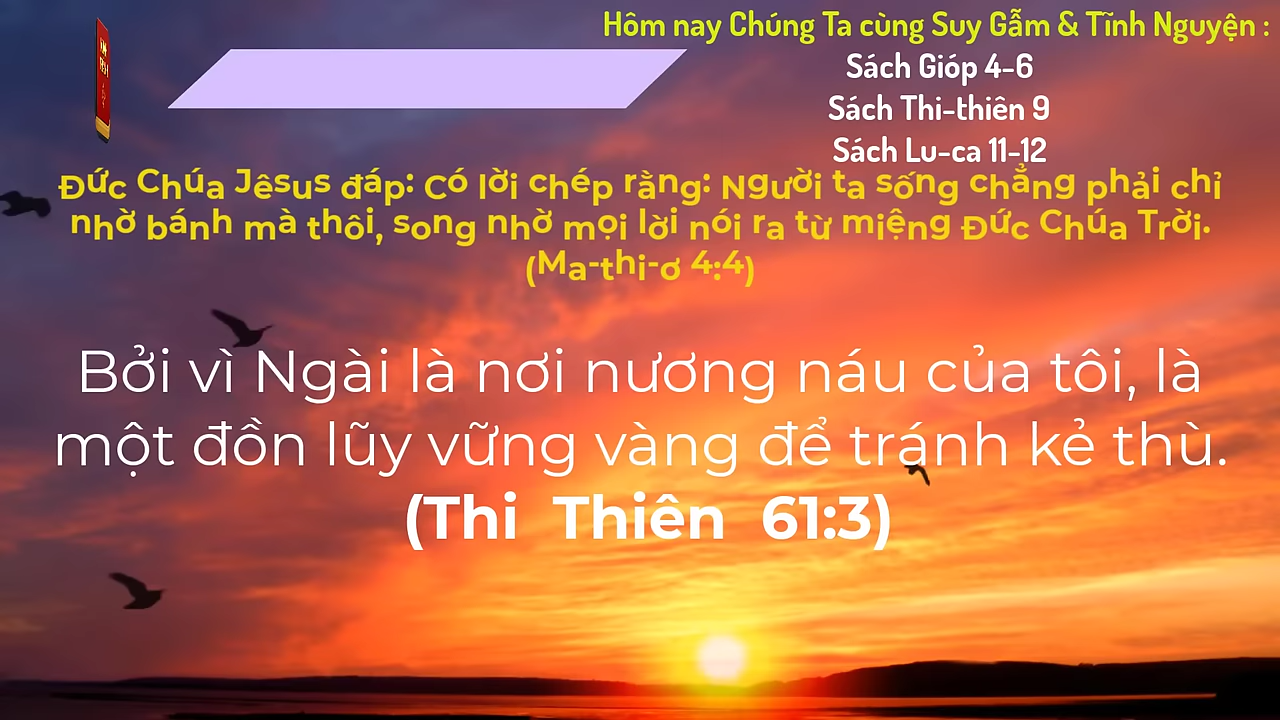 Hôm nay Chúng Ta cùng Suy Gẫm & Tĩnh Nguyện :
Sách Gióp 4-6
Sách Thi-thiên 9
Sách Lu-ca 11-12
Đức Chúa Jêsus đáp: Có lời chép rằng: Người ta sống chẳng phải chỉ
nhờ bánh mà thôi, song nhờ mọi lời nói ra từ miệng Đức Chúa Trời.
(Ma-thi-ơ 4:4)
Bởi vì Ngài là nơi nương náu của tôi, là
một đồn lũy vững vàng để tránh kẻ thù.
(Thi Thiên 61:3)